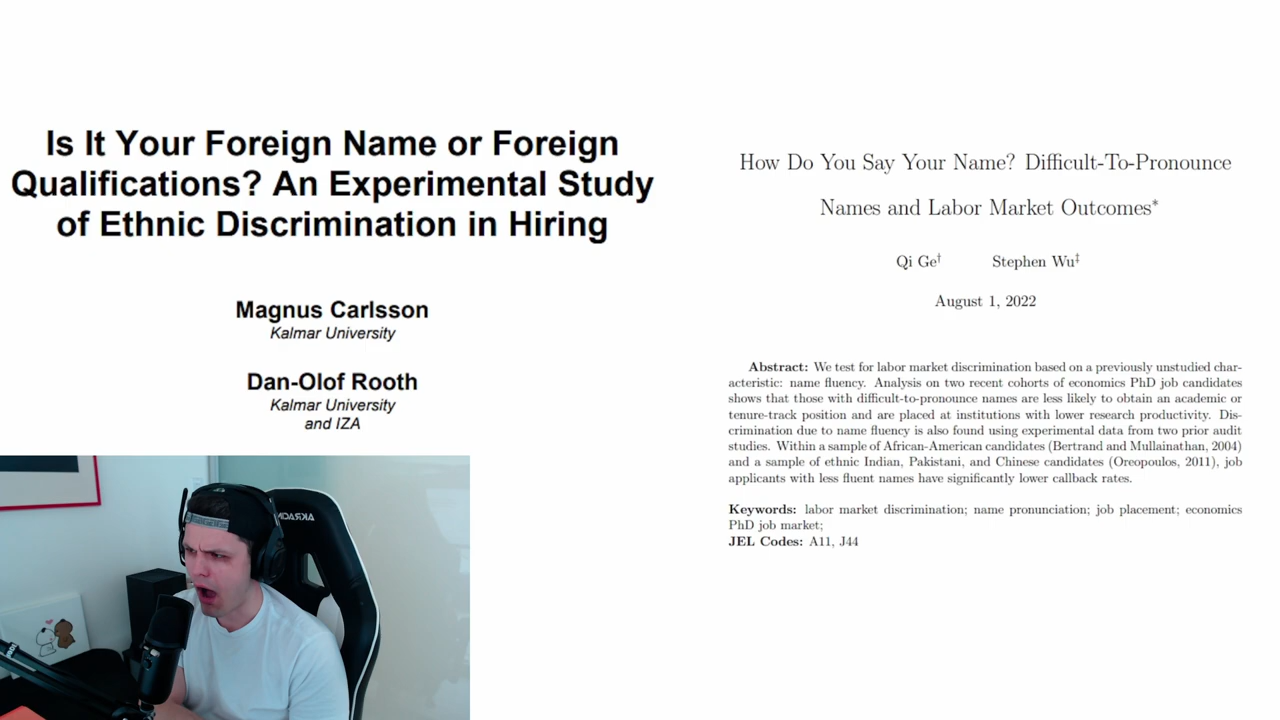 Is It Your Foreign Name or Foreign
Qualifications? An Experimental Study
of Ethnic Discrimination in Hiring
Magnus Carlsson
Kalmar University
Dan-Olof Rooth
Kalmar University
and IZA
How Do You Say Your Name? Difficult-To-Pronounce
Names and Labor Market Outcomes*
Qi Ge† Stephen Wu‡
August 1, 2022
Abstract: We test for labor market discrimination based on a previously unstudied char-
acteristic: name fluency. Analysis on two recent cohorts of economics PhD job candidates
shows that those with difficult-to-pronounce names are less likely to obtain an academic or
tenure-track position and are placed at institutions with lower research productivity. Dis-
crimination due to name fluency is also found using experimental data from two prior audit
studies. Within a sample of African-American candidates (Bertrand and Mullainathan, 2004)
and a sample of ethnic Indian, Pakistani, and Chinese candidates (Oreopoulos, 2011), job
applicants with less fluent names have significantly lower callback rates.
Keywords: labor market discrimination; name pronunciation; job placement; economics
PhD job market;
JEL Codes: A11, J44
AKRACING